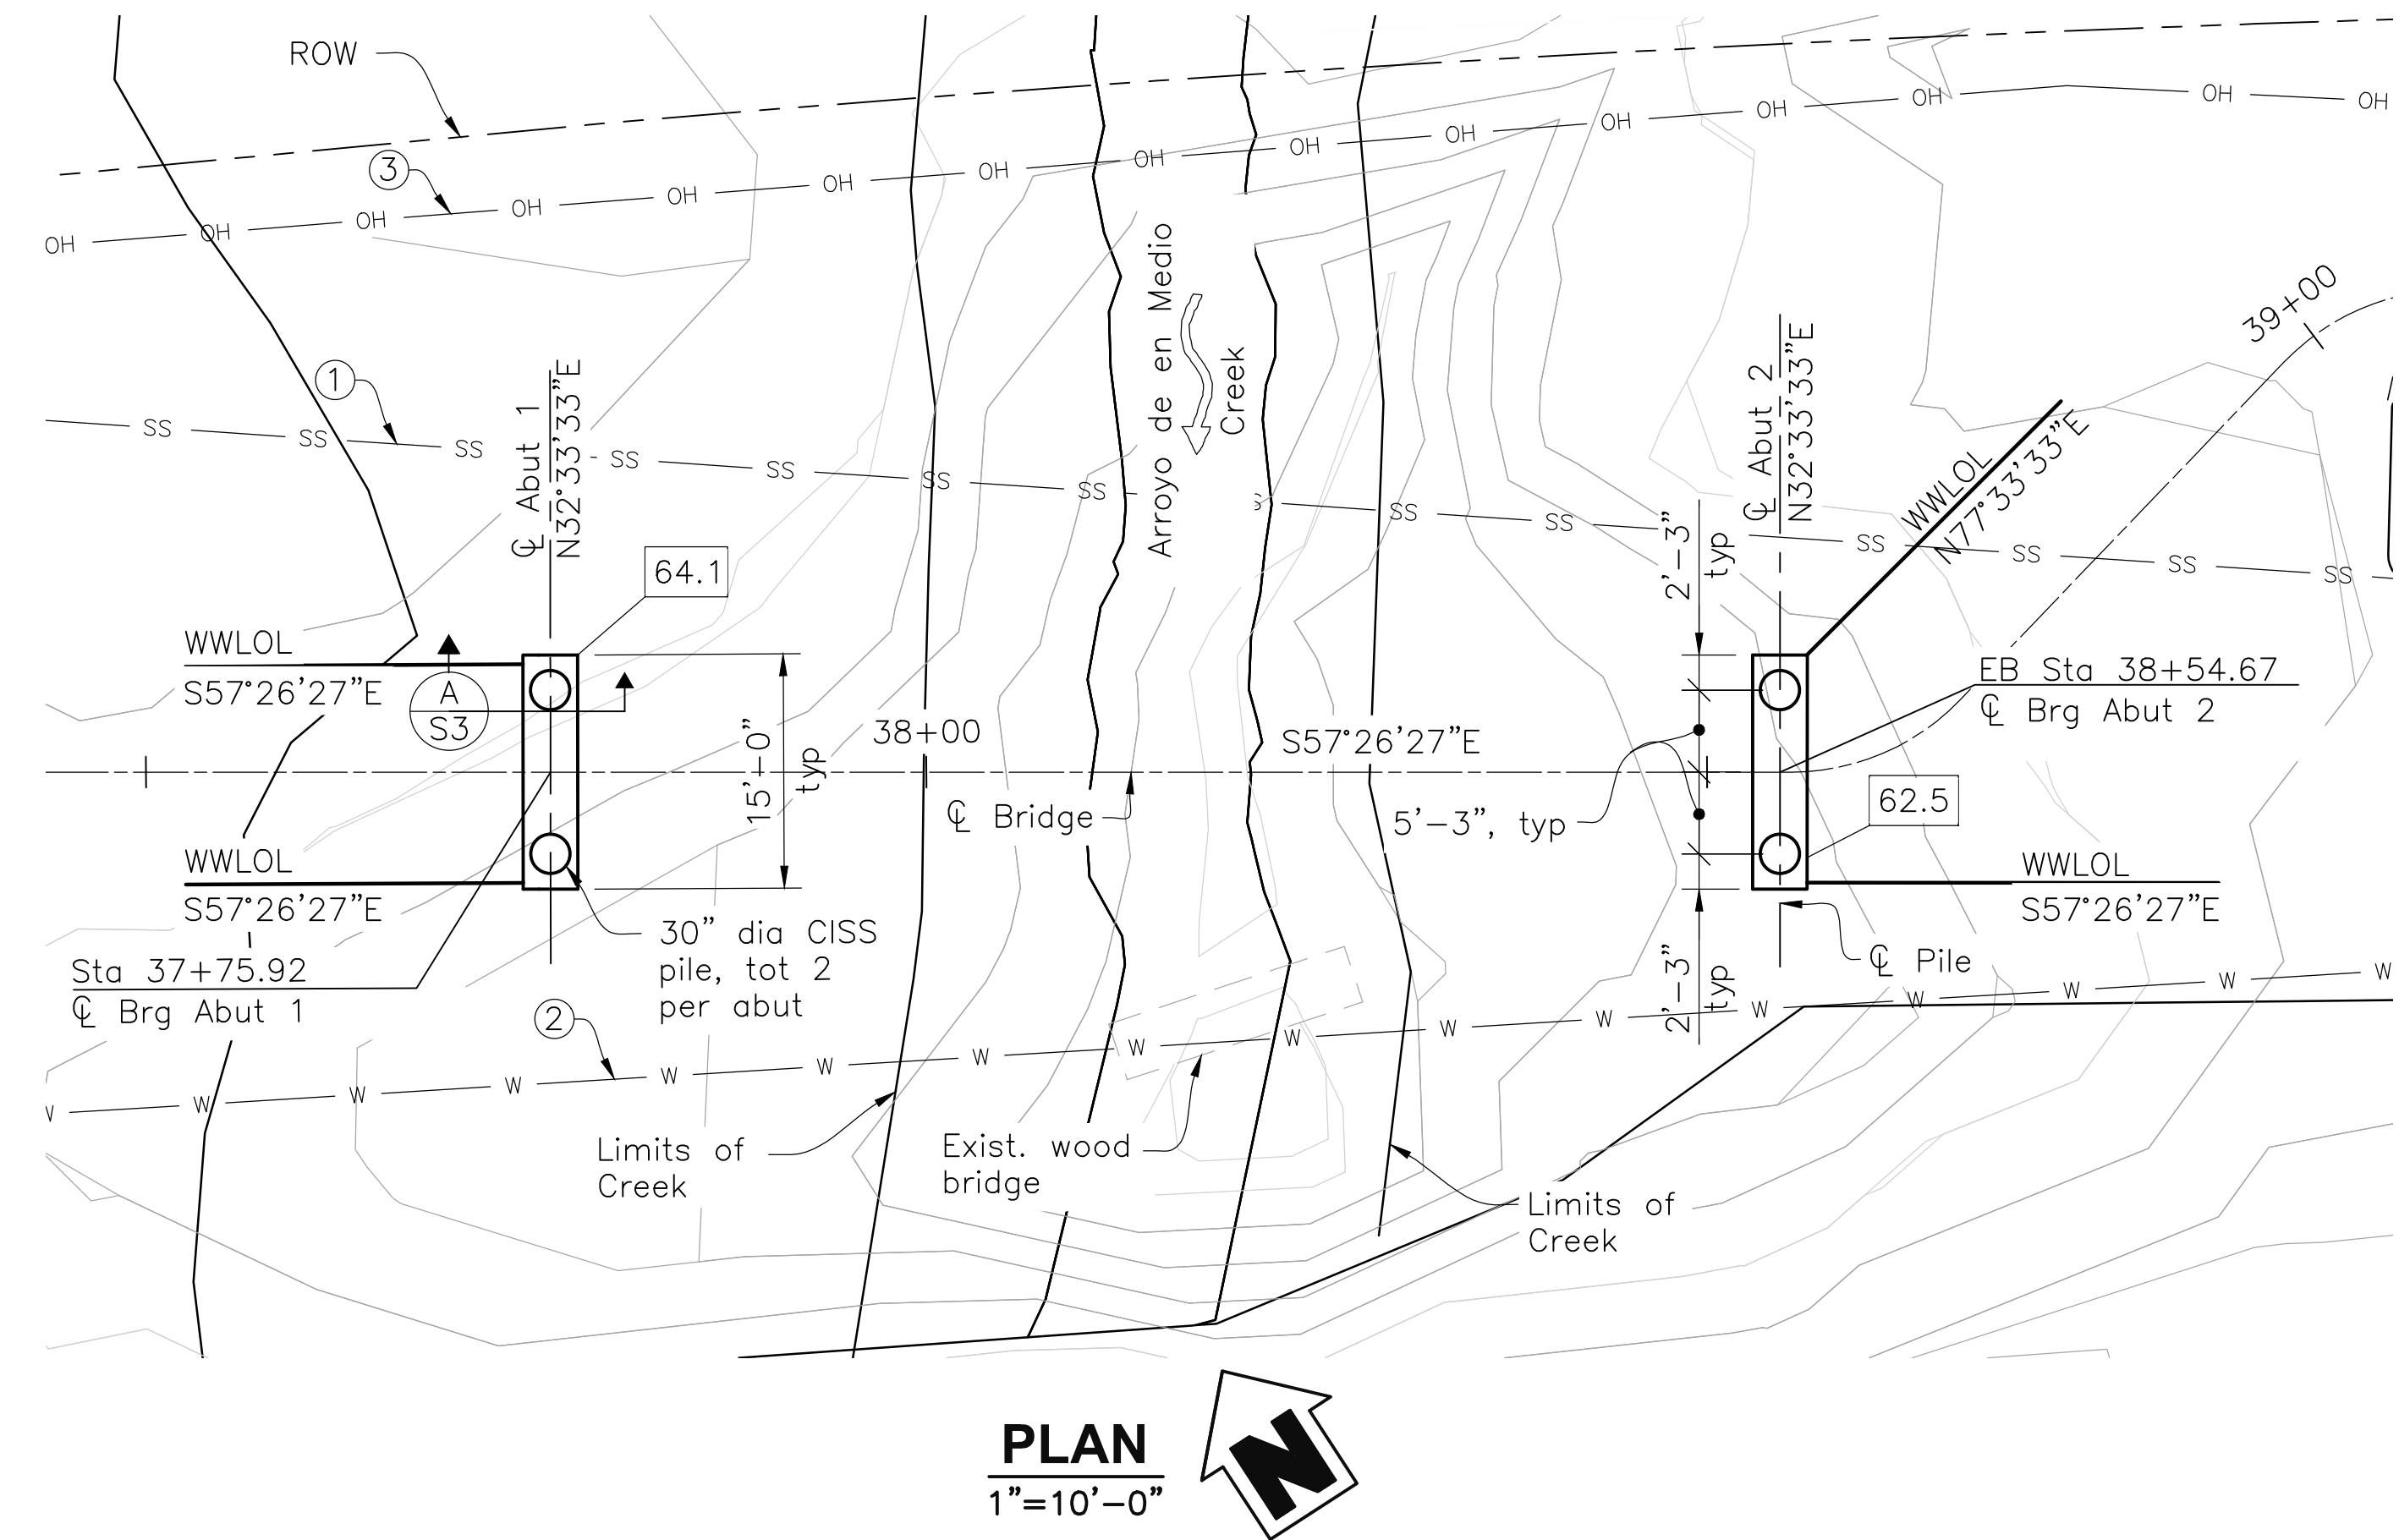 ROW
3
OH OH OH OH OH OH OH OH OH OH OH OH OH OH OH OH
39+00
1
SS SS SS SS SS SS SS SS SS SS SS SS SS SS
℄ Abut 1
N32°33'33"E
Arroyo de en Medio
Creek
℄ Abut 2
N32°33'33"E
WWLOL
N77°33'33"E
2'-3"
typ
64.1
WWLOL
S57°26'27"E
A
S3
15'-0"
typ
38+00
S57°26'27"E
EB Sta 38+54.67
℄ Brg Abut 2
℄ Bridge
5'-3", typ
62.5
WWLOL
S57°26'27"E
WWLOL
S57°26'27"E
30" dia CISS
pile, tot 2
per abut
Sta 37+75.92
℄ Brg Abut 1
2'-3"
typ
℄ Pile
2
W W W W W W W W W W W W W W W
Limits of
Creek
Exist. wood
bridge
Limits of
Creek
PLAN
1"=10'-0"
N